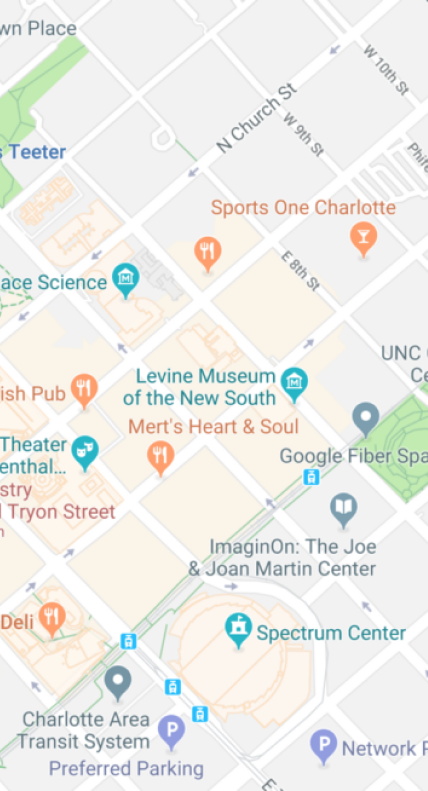 wn Place
W 10th St
N Church St
W 9th St
s Teeter
Sports One Charlotte
E 8th St
ace Science
UNC
Levine Museum
of the New South
ish Pub
Mert's Heart & Soul
Theater
enthal...
Google Fiber Spa
stry
Tryon Street
ImaginOn: The Joe
& Joan Martin Center
Deli
Spectrum Center
Charlotte Area
Transit System
Preferred Parking
P
P
Network